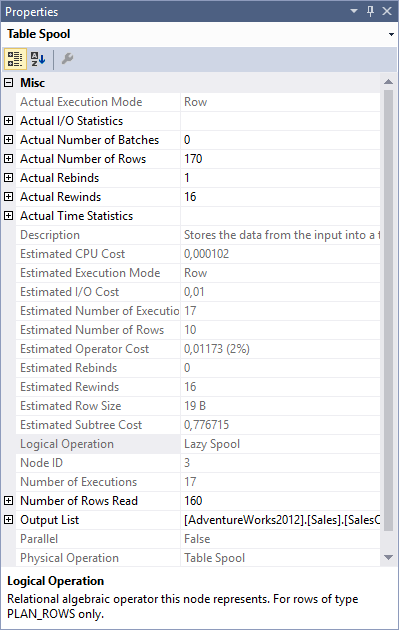 Properties
Table Spool
Misc
Actual Execution Mode Row
Actual I/O Statistics
Actual Number of Batches 0
Actual Number of Rows 170
Actual Rebinds 1
Actual Rewinds 16
Actual Time Statistics
Description Stores the data from the input into a t
Estimated CPU Cost 0,000102
Estimated Execution Mode Row
Estimated I/O Cost 0,01
Estimated Number of Executio 17
Estimated Number of Rows 10
Estimated Operator Cost 0,01173 (2%)
Estimated Rebinds 0
Estimated Rewinds 16
Estimated Row Size 19 B
Estimated Subtree Cost 0,776715
Logical Operation Lazy Spool
Node ID 3
Number of Executions 17
Number of Rows Read 160
Output List [AdventureWorks2012].[Sales].[SalesO
Parallel False
Physical Operation Table Spool
Logical Operation
Relational algebraic operator this node represents. For rows of type
PLAN_ROWS only.